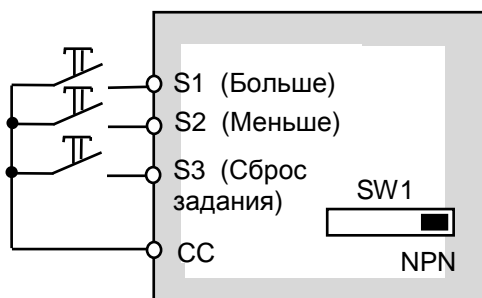 S1 (Больше)
S2 (Меньше)
S3 (Сброс
задания)
SW1
CC
NPN